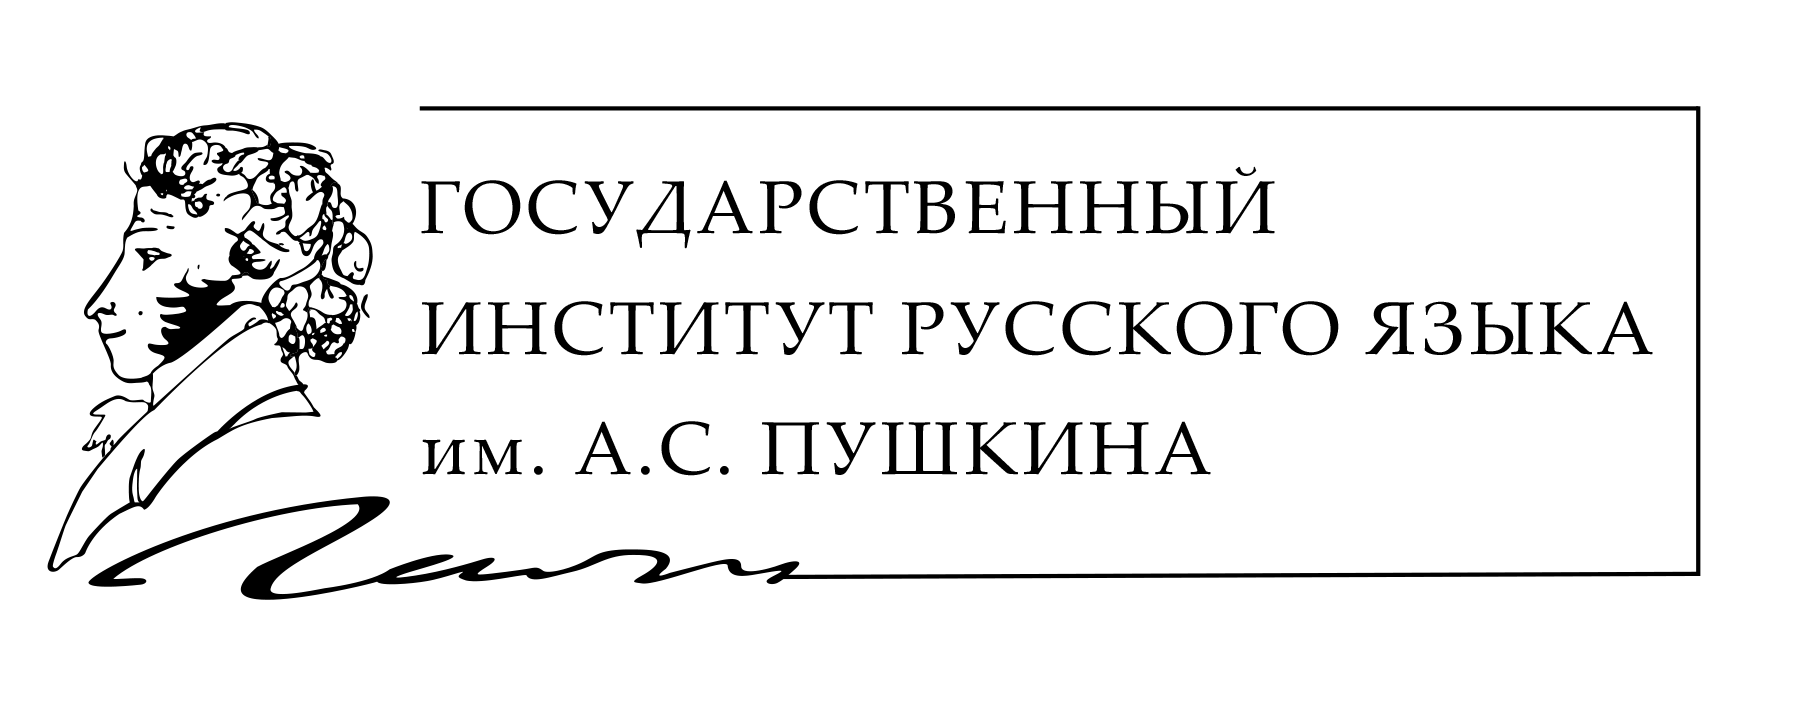 ГОСУДАРСТВЕННЫЙ
ИНСТИТУТ РУССКОГО ЯЗЫКА
им. А.С. ПУШКИНА